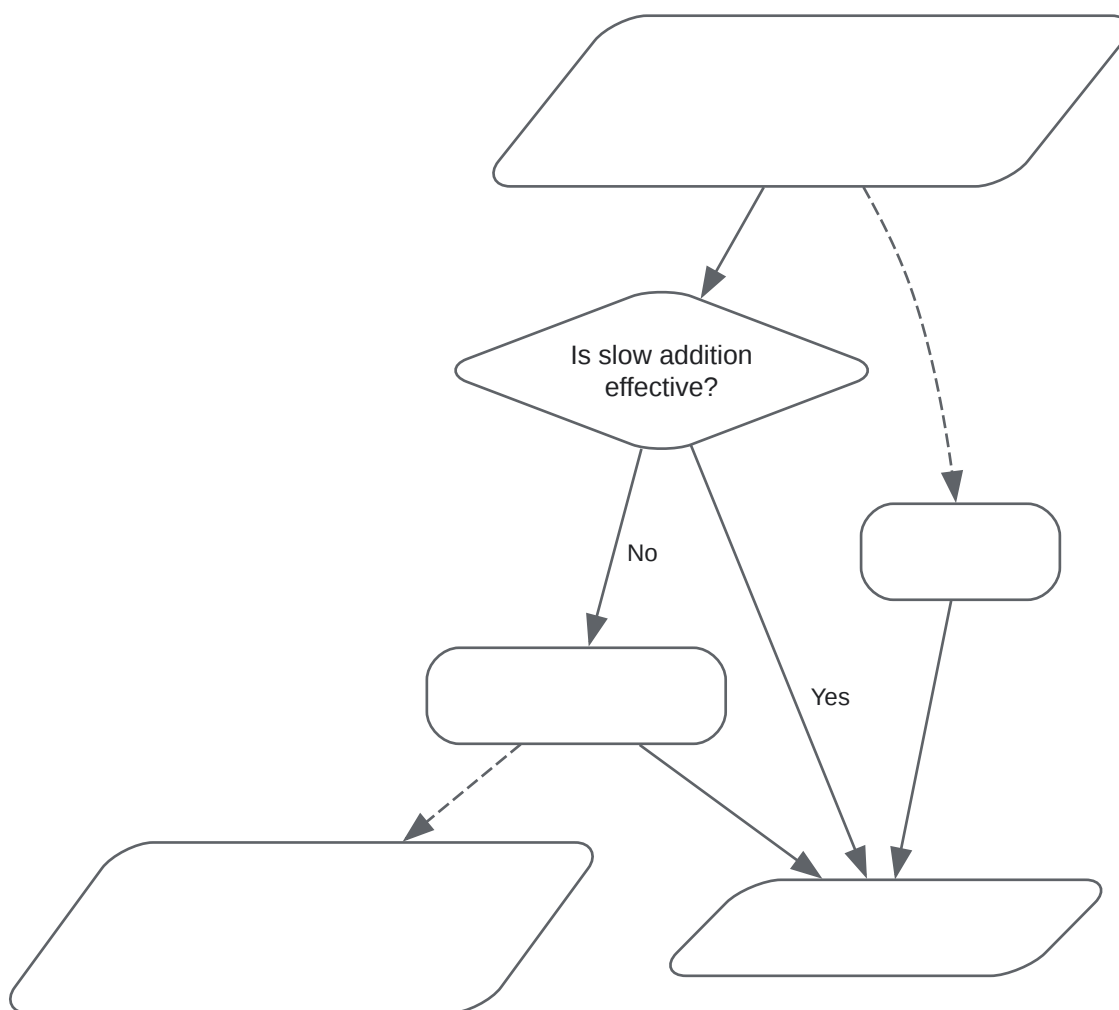 Is slow addition
effective?
No
Yes